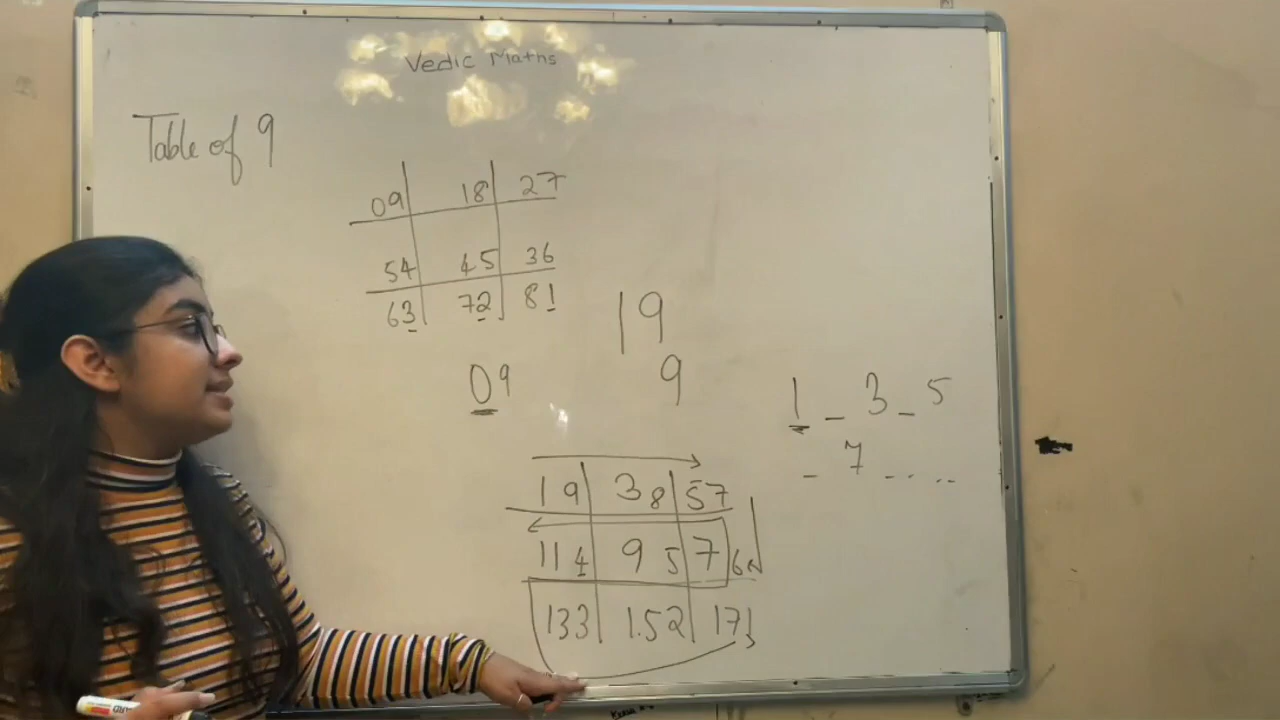 Vedic Maths
Table of 9
09 18 27
54 45 36
63 72 81
19
09 9
1 _ 3 _ 5
_ 7 _ . . ..
19 38 57
114 95 76
133 152 171